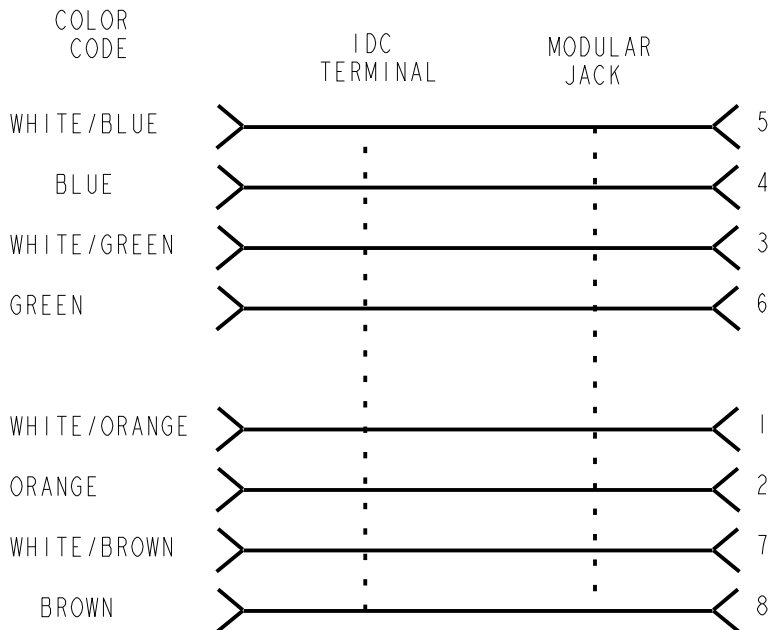 COLOR
CODE
IDC
TERMINAL
MODULAR
JACK
WHITE/BLUE 5
BLUE 4
WHITE/GREEN 3
GREEN 6
WHITE/ORANGE 1
ORANGE 2
WHITE/BROWN 7
BROWN 8